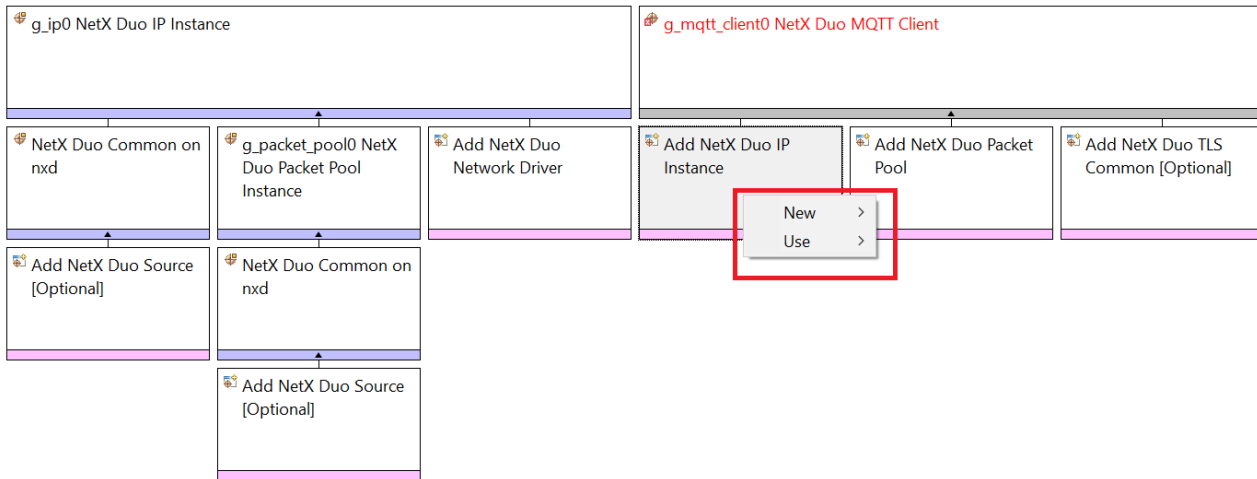 g_ip0 NetX Duo IP Instance
g_mqtt_client0 NetX Duo MQTT Client
NetX Duo Common on
nxd
g_packet_pool0 NetX
Duo Packet Pool
Instance
Add NetX Duo
Network Driver
Add NetX Duo IP
Instance
Add NetX Duo Packet
Pool
Add NetX Duo TLS
Common [Optional]
New
Use
Add NetX Duo Source
[Optional]
NetX Duo Common on
nxd
Add NetX Duo Source
[Optional]